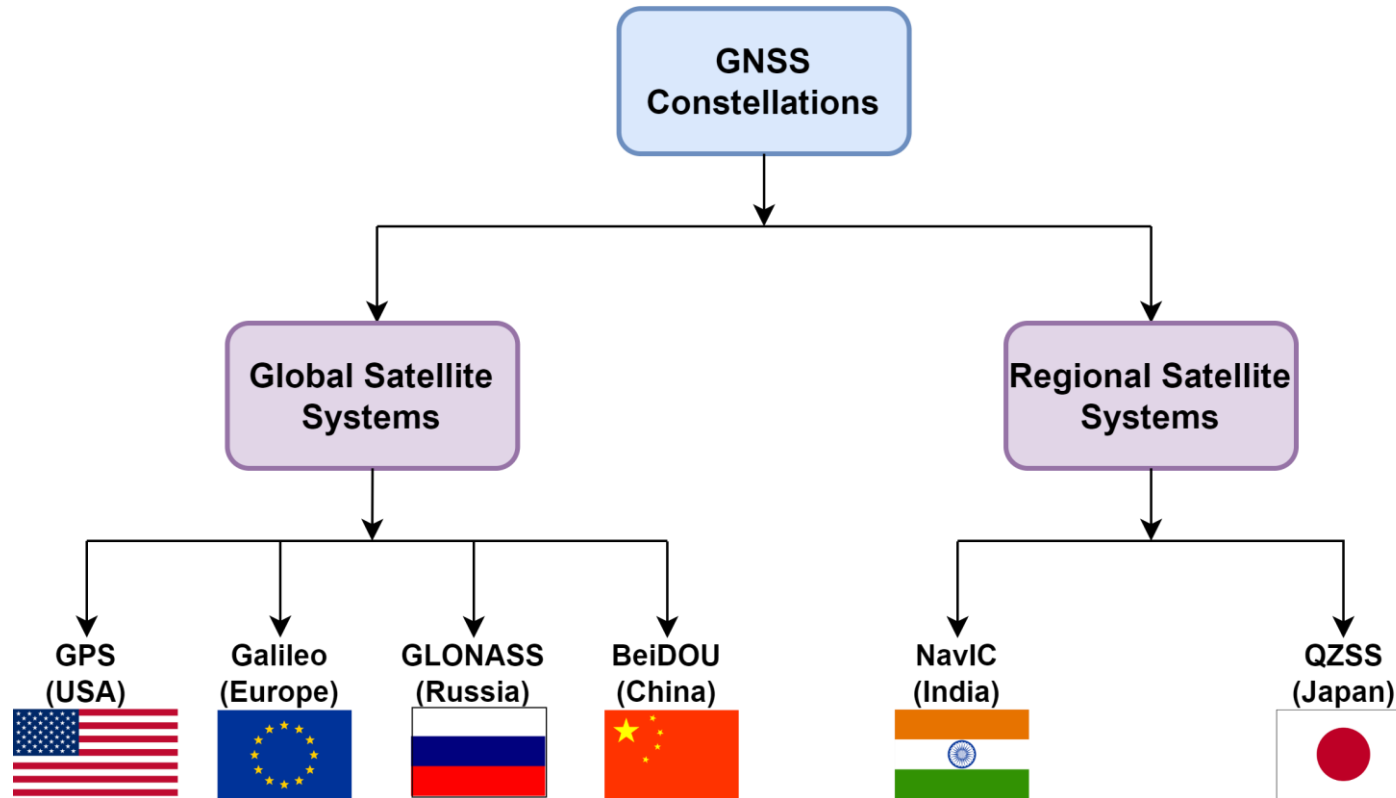 GNSS
Constellations
Global Satellite
Systems
Regional Satellite
Systems
GPS
(USA)
Galileo
(Europe)
GLONASS
(Russia)
BeiDOU
(China)
NavIC
(India)
QZSS
(Japan)